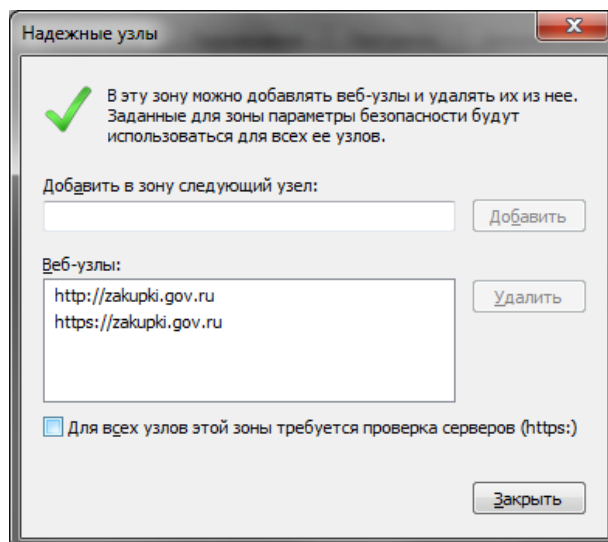 Надежные узлы
В эту зону можно добавлять веб-узлы и удалять их из нее.
Заданные для зоны параметры безопасности будут
использоваться для всех ее узлов.
Добавить в зону следующий узел:
Добавить
Веб-узлы:
http://zakupki.gov.ru
https://zakupki.gov.ru
Удалить
Для всех узлов этой зоны требуется проверка серверов (https:)
Закрыть